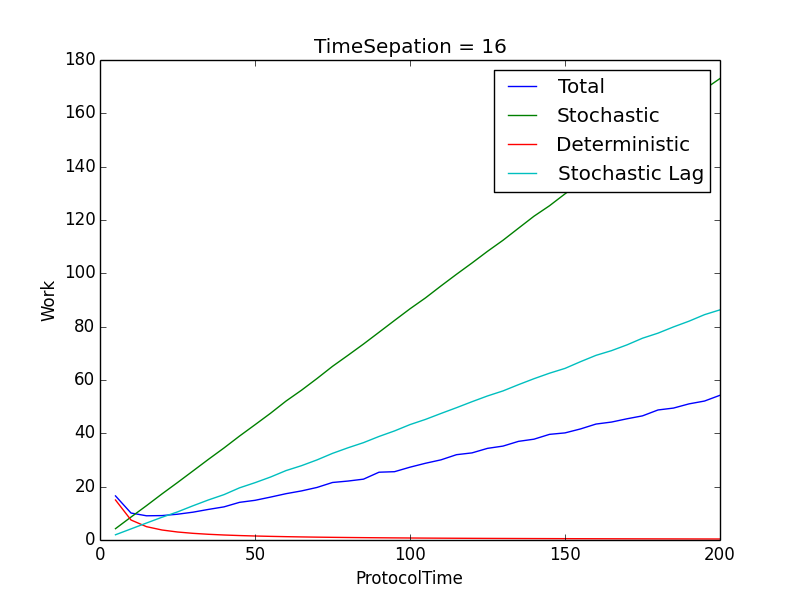 TimeSepation = 16
180
160
140
120
100
80
60
40
20
0
Work
Total
Stochastic
Deterministic
Stochastic Lag
0 50 100 150 200
ProtocolTime